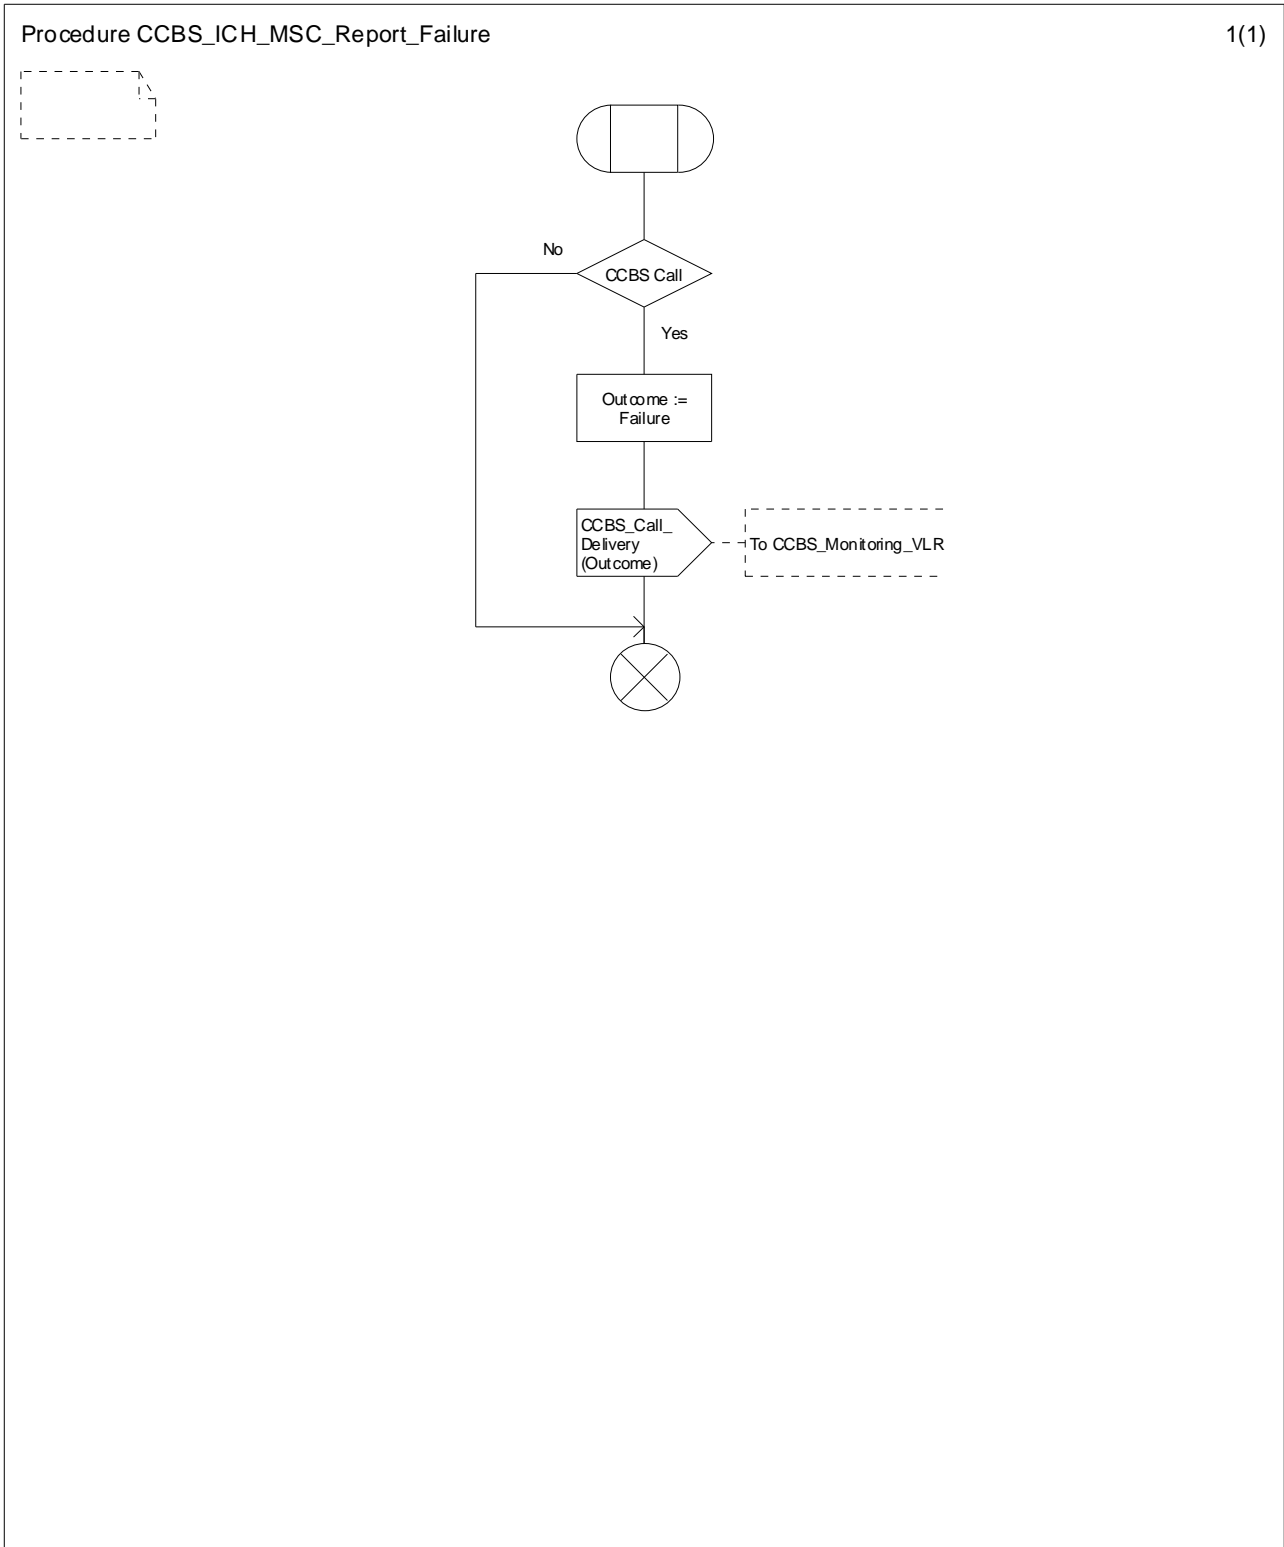 Procedure CCBS_ICH_MSC_Report_Failure
1(1)
No
CCBS Call
Yes
Outcome :=
Failure
CCBS_Call_
Delivery
(Outcome)
To CCBS_Monitoring_VLR